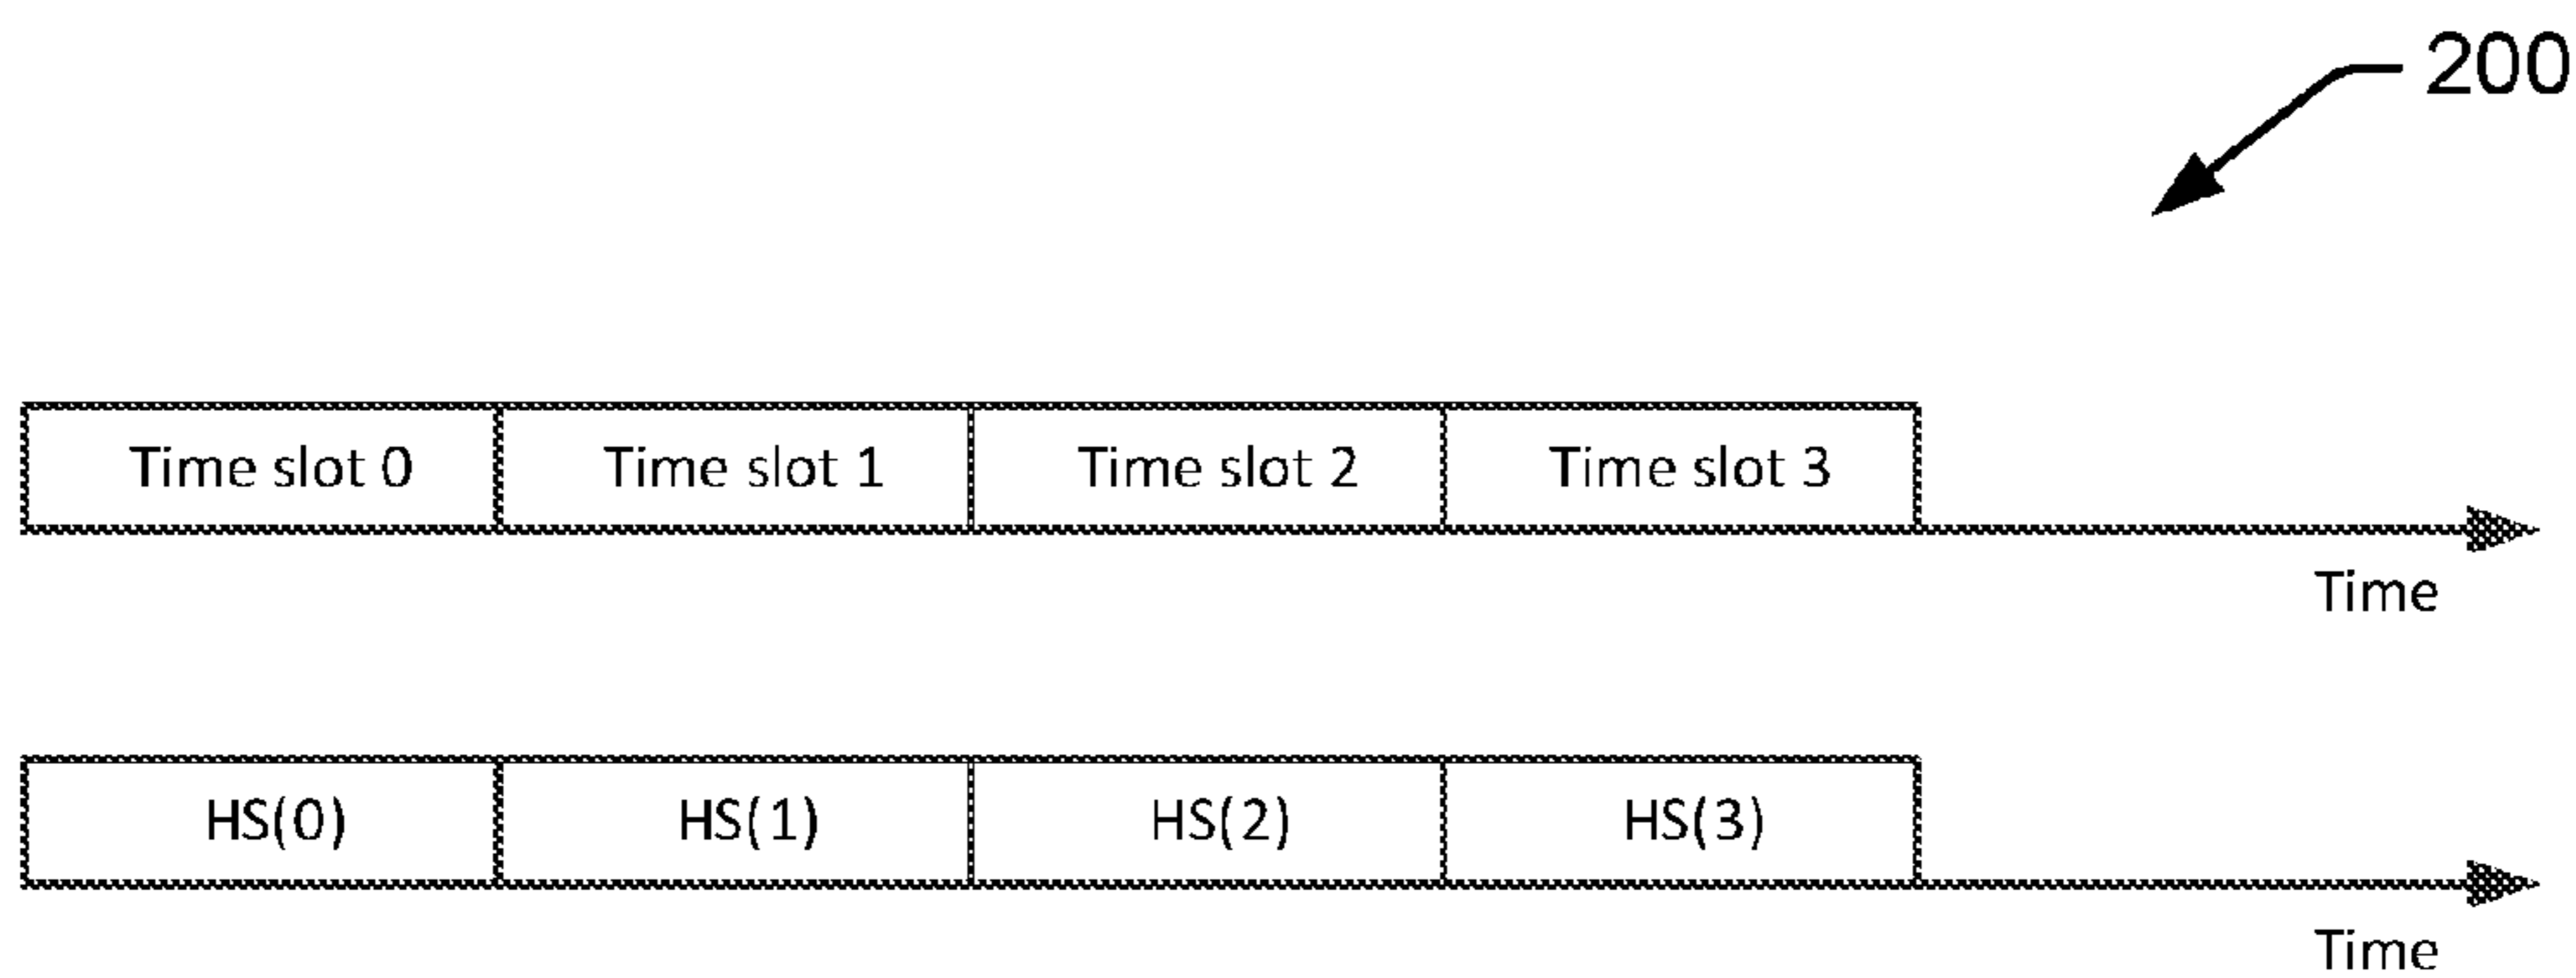 200
Time slot 0 Time slot 1 Time slot 2 Time slot 3
Time
HS(0) HS(1) HS(2) HS(3)
Time